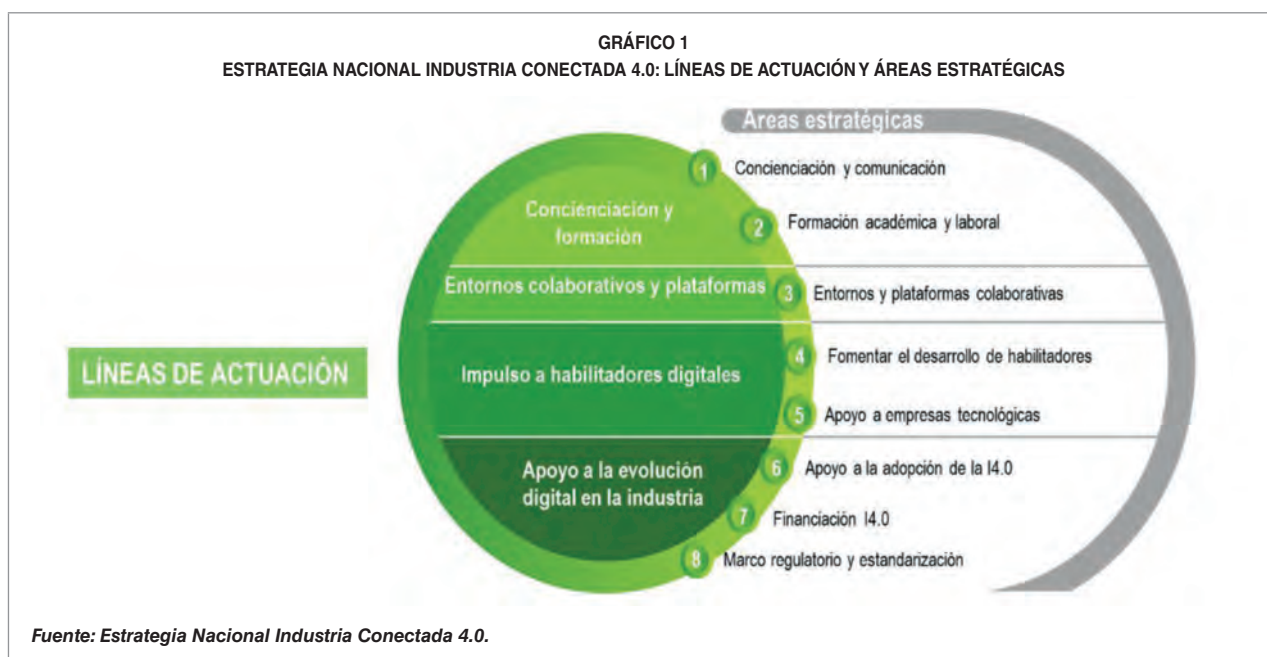 GRÁFICO 1
ESTRATEGIA NACIONAL INDUSTRIA CONECTADA 4.0: LÍNEAS DE ACTUACIÓN Y ÁREAS ESTRATÉGICAS
Áreas estratégicas
1 Concienciación y comunicación
Concienciación y
formación
2 Formación académica y laboral
Entornos colaborativos y plataformas
3 Entornos y plataformas colaborativas
LÍNEAS DE ACTUACIÓN
Impulso a habilitadores digitales
4 Fomentar el desarrollo de habilitadores
5 Apoyo a empresas tecnológicas
Apoyo a la evolución
digital en la industria
6 Apoyo a la adopción de la I4.0
7 Financiación I4.0
8 Marco regulatorio y estandarización
Fuente: Estrategia Nacional Industria Conectada 4.0.